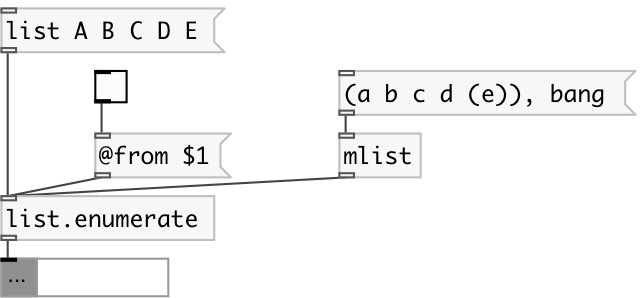 list A B C D E
(a b c d (e)), bang
@from $1
mlist
list.enumerate
...